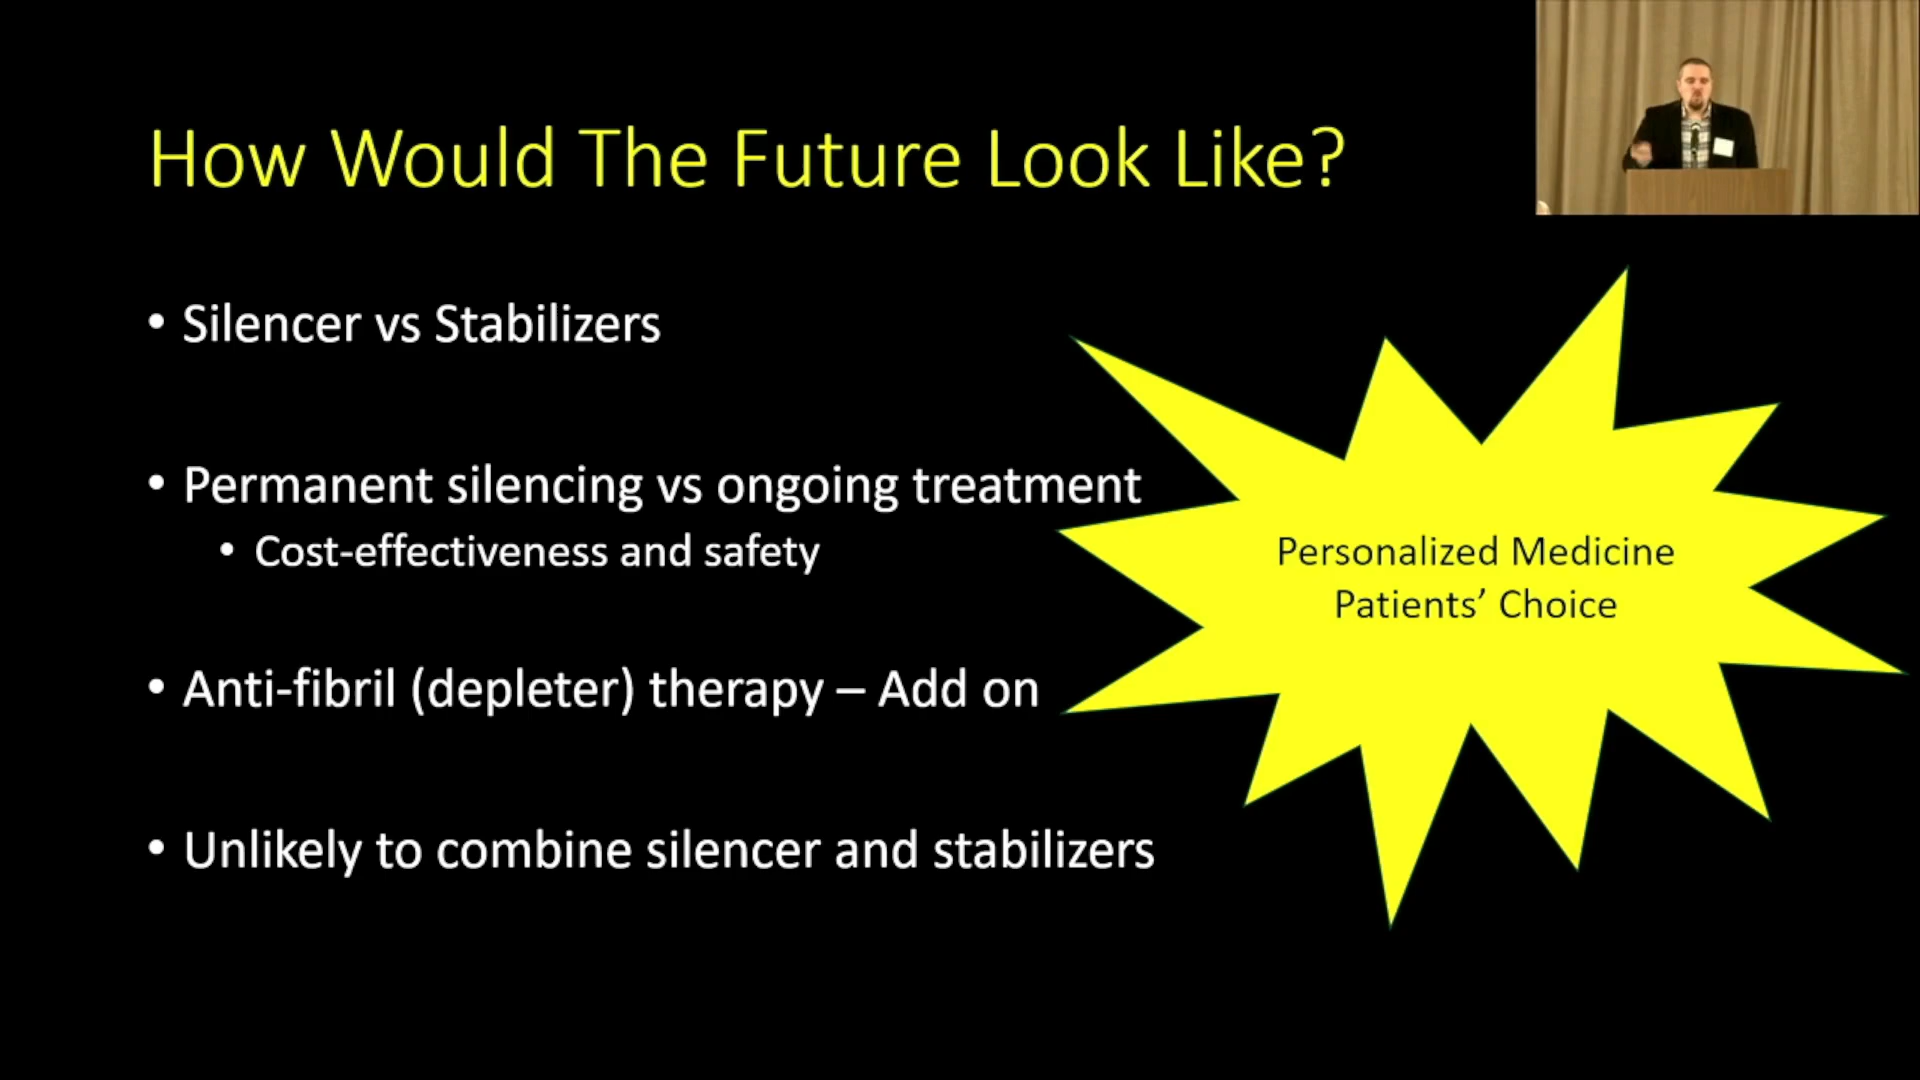 How Would The Future Look Like?
• Silencer vs Stabilizers
• Permanent silencing vs ongoing treatment
• Cost-effectiveness and safety
• Anti-fibril (depleter) therapy – Add on
• Unlikely to combine silencer and stabilizers
Personalized Medicine
Patients’ Choice